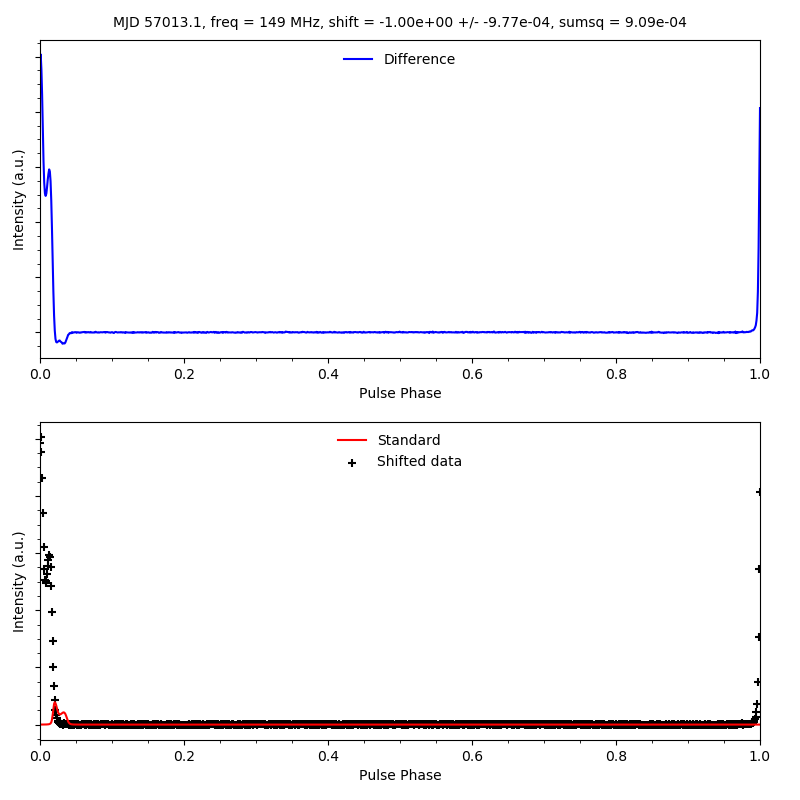 MJD 57013.1, freq = 149 MHz, shift = -1.00e+00 +/- -9.77e-04, sumsq = 9.09e-04
Difference
Intensity (a.u.)
0.0 0.2 0.4 0.6 0.8 1.0
Pulse Phase
Standard
Shifted data
Intensity (a.u.)
0.0 0.2 0.4 0.6 0.8 1.0
Pulse Phase